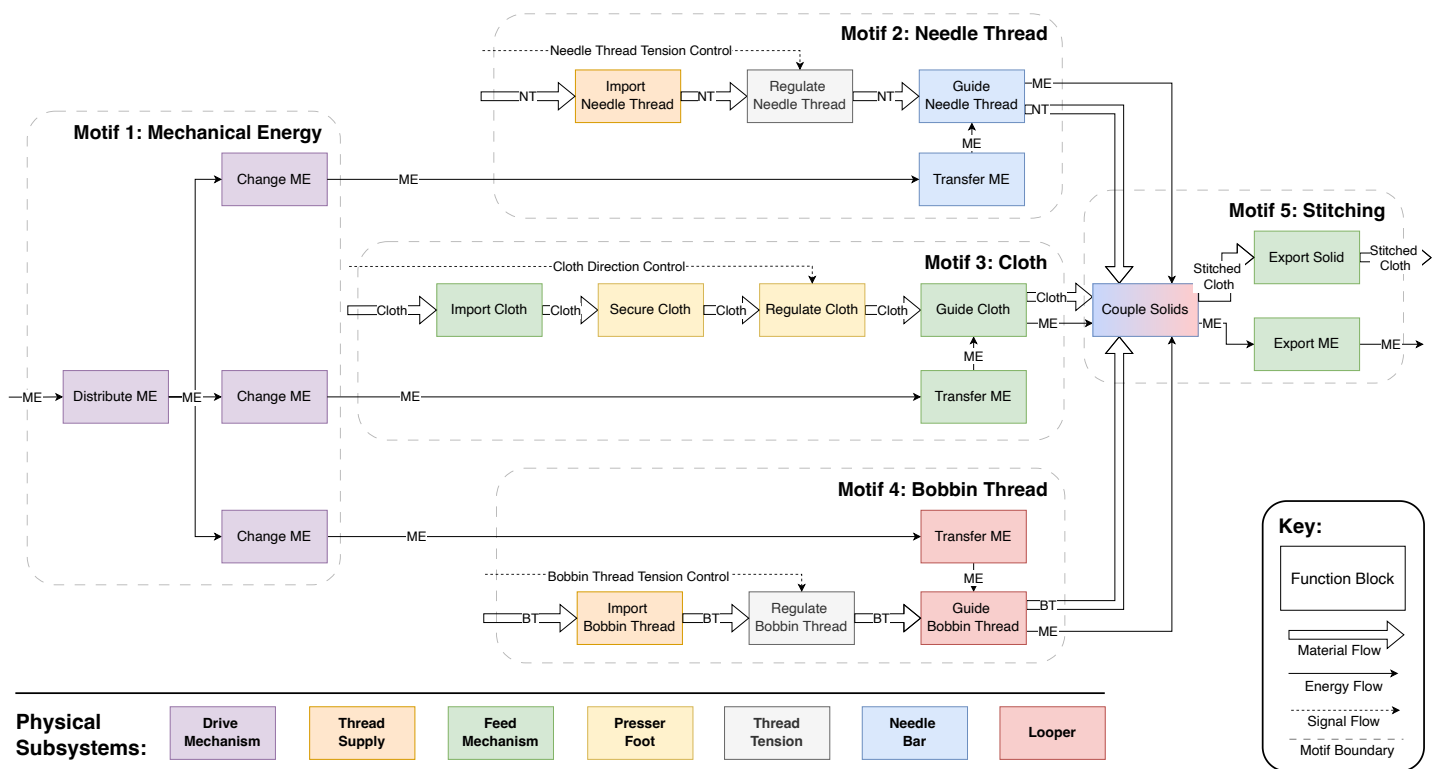 Motif 2: Needle Thread
Needle Thread Tension Control
NT
Import
Needle Thread
NT
Regulate
Needle Thread
NT
Guide
Needle Thread
ME
NT
ME
Transfer ME
Motif 1: Mechanical Energy
Change ME
ME
ME
Distribute ME
ME
Change ME
ME
Change ME
ME
Motif 3: Cloth
Cloth Direction Control
Cloth
Import Cloth
Cloth
Secure Cloth
Cloth
Regulate Cloth
Cloth
Guide Cloth
Cloth
ME
ME
Transfer ME
Motif 5: Stitching
Couple Solids
Stitched
Cloth
Export Solid
Stitched
Cloth
ME
Export ME
ME
Motif 4: Bobbin Thread
Transfer ME
ME
Bobbin Thread Tension Control
BT
Import
Bobbin Thread
BT
Regulate
Bobbin Thread
BT
Guide
Bobbin Thread
BT
ME
Key:
Function Block
Material Flow
Energy Flow
Signal Flow
Motif Boundary
Physical
Subsystems:
Drive
Mechanism
Thread
Supply
Feed
Mechanism
Presser
Foot
Thread
Tension
Needle
Bar
Looper